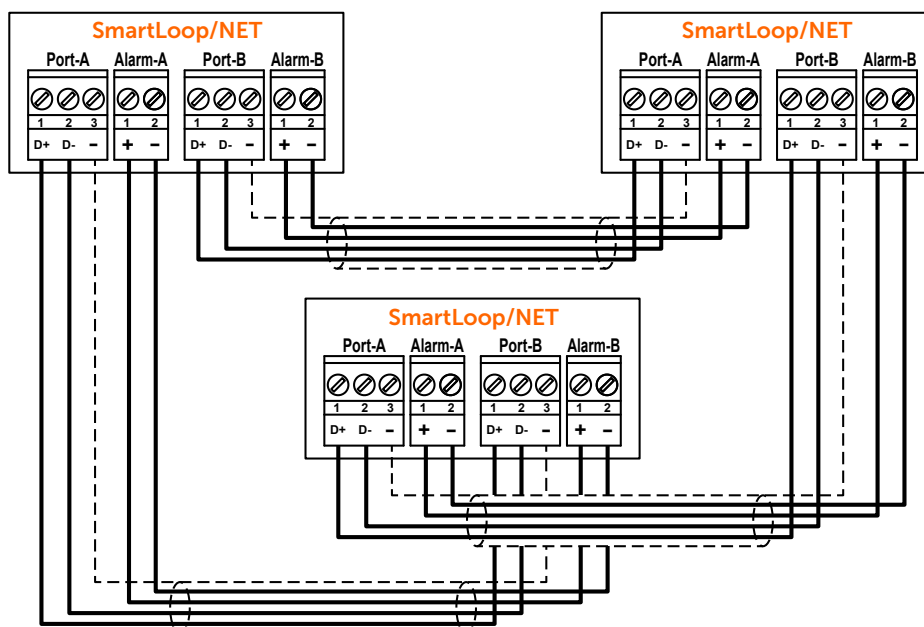 SmartLoop/NET
Port-A Alarm-A Port-B Alarm-B
1 2 3 1 2 1 2 3 1 2
D+ D- − + − D+ D- − + −
SmartLoop/NET
Port-A Alarm-A Port-B Alarm-B
1 2 3 1 2 1 2 3 1 2
D+ D- − + − D+ D- − + −
SmartLoop/NET
Port-A Alarm-A Port-B Alarm-B
1 2 3 1 2 1 2 3 1 2
D+ D- − + − D+ D- − + −